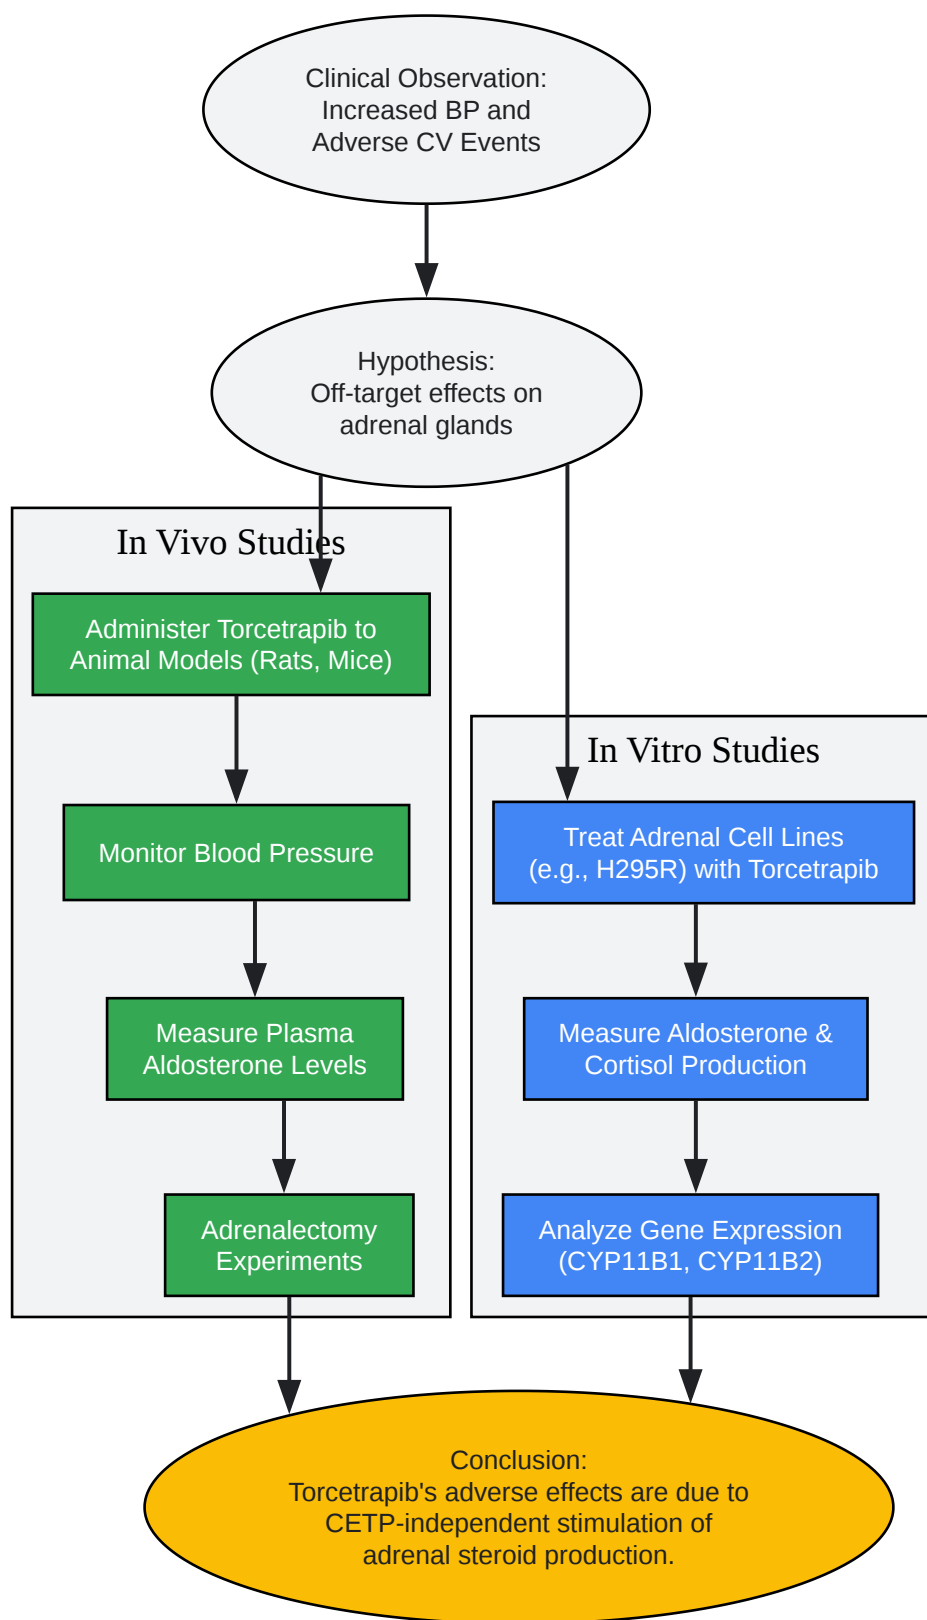 Clinical Observation:
Increased BP and
Adverse CV Events
Hypothesis:
Off-target effects on
adrenal glands
In Vivo Studies
Administer Torcetrapib to
Animal Models (Rats, Mice)
Monitor Blood Pressure
Measure Plasma
Aldosterone Levels
Adrenalectomy
Experiments
In Vitro Studies
Treat Adrenal Cell Lines
(e.g., H295R) with Torcetrapib
Measure Aldosterone &
Cortisol Production
Analyze Gene Expression
(CYP11B1, CYP11B2)
Conclusion:
Torcetrapib's adverse effects are due to
CETP-independent stimulation of
adrenal steroid production.